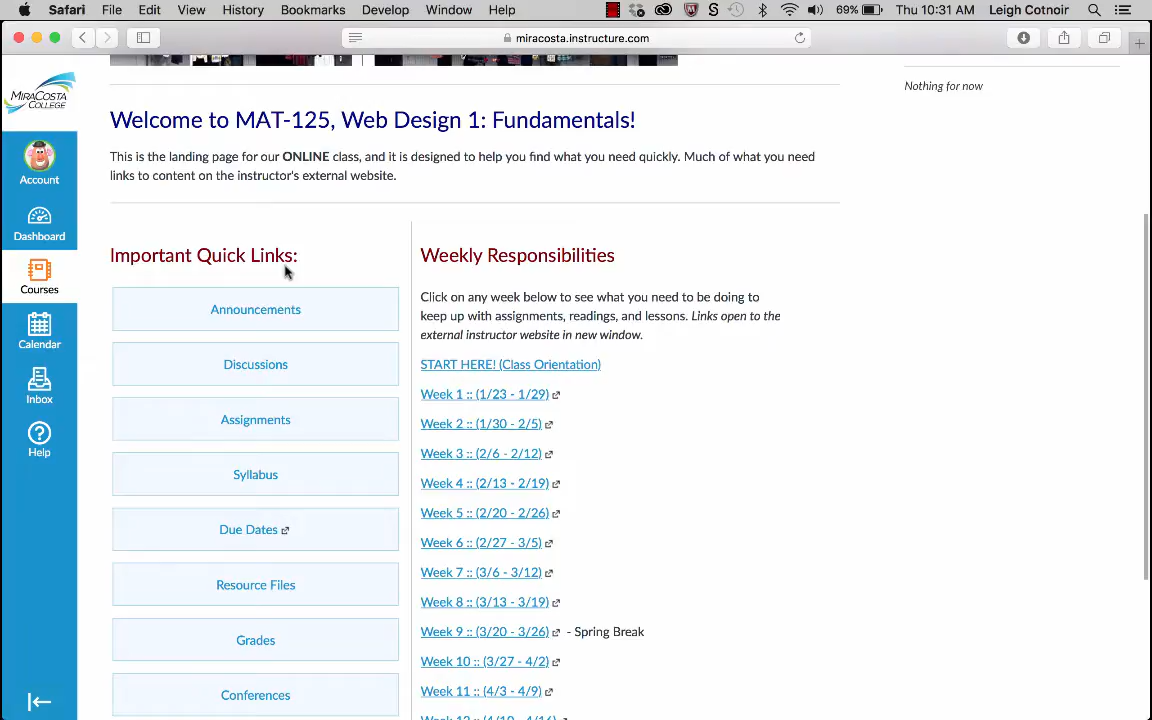 Safari File Edit View History Bookmarks Develop Window Help 69% Thu 10:31 AM Leigh Cotnoir
miracosta.instructure.com
MIRACOSTA COLLEGE
Nothing for now
Account
Dashboard
Courses
Calendar
Inbox
Help
Welcome to MAT-125, Web Design 1: Fundamentals!
This is the landing page for our ONLINE class, and it is designed to help you find what you need quickly. Much of what you need
links to content on the instructor's external website.
Important Quick Links:
Announcements
Discussions
Assignments
Syllabus
Due Dates
Resource Files
Grades
Conferences
Weekly Responsibilities
Click on any week below to see what you need to be doing to
keep up with assignments, readings, and lessons. Links open to the
external instructor website in new window.
START HERE! (Class Orientation)
Week 1 :: (1/23 - 1/29)
Week 2 :: (1/30 - 2/5)
Week 3 :: (2/6 - 2/12)
Week 4 :: (2/13 - 2/19)
Week 5 :: (2/20 - 2/26)
Week 6 :: (2/27 - 3/5)
Week 7 :: (3/6 - 3/12)
Week 8 :: (3/13 - 3/19)
Week 9 :: (3/20 - 3/26) - Spring Break
Week 10 :: (3/27 - 4/2)
Week 11 :: (4/3 - 4/9)
Week 12 :: (4/10 - 4/16)